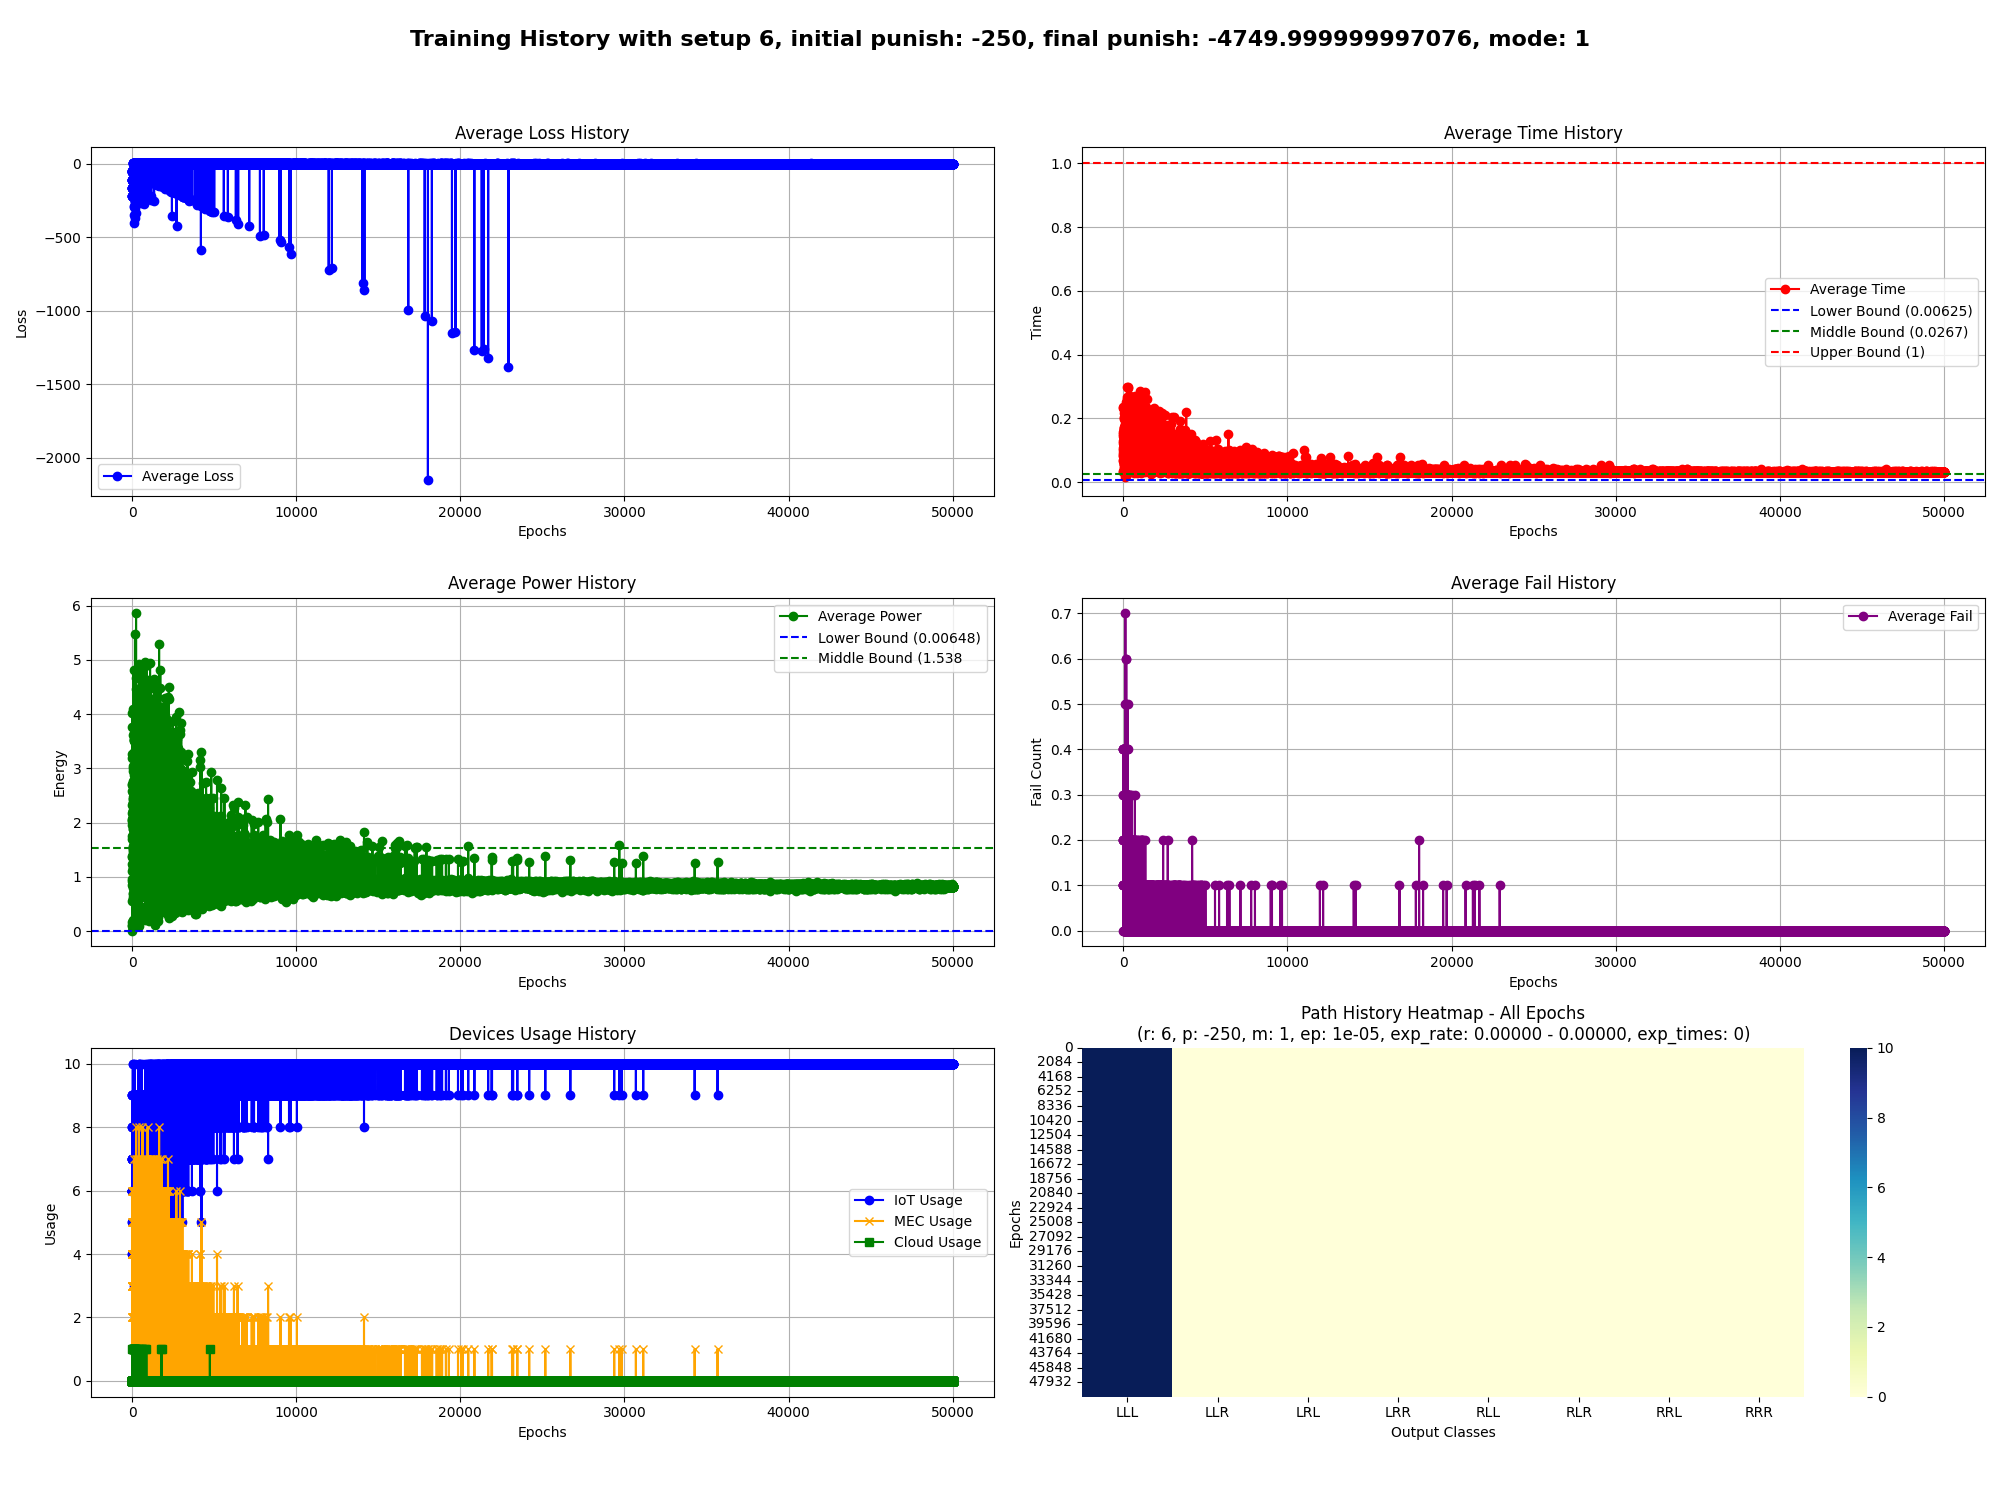 Training History with setup 6, initial punish: -250, final punish: -4749.999999997076, mode: 1
Average Loss History
0
−500
−1000
−1500
−2000
Loss
Average Loss
0 10000 20000 30000 40000 50000
Epochs
Average Time History
1.0
0.8
0.6
0.4
0.2
0.0
Time
Average Time
Lower Bound (0.00625)
Middle Bound (0.0267)
Upper Bound (1)
0 10000 20000 30000 40000 50000
Epochs
Average Power History
6
5
4
3
2
1
0
Energy
Average Power
Lower Bound (0.00648)
Middle Bound (1.538
0 10000 20000 30000 40000 50000
Epochs
Average Fail History
0.7
0.6
0.5
0.4
0.3
0.2
0.1
0.0
Fail Count
Average Fail
0 10000 20000 30000 40000 50000
Epochs
Devices Usage History
10
8
6
4
2
0
Usage
IoT Usage
MEC Usage
Cloud Usage
0 10000 20000 30000 40000 50000
Epochs
Path History Heatmap - All Epochs
(r: 6, p: -250, m: 1, ep: 1e-05, exp_rate: 0.00000 - 0.00000, exp_times: 0)
0
2084
4168
6252
8336
10420
12504
14588
16672
18756
20840
22924
25008
27092
29176
31260
33344
35428
37512
39596
41680
43764
45848
47932
Epochs
LLL LLR LRL LRR RLL RLR RRL RRR
Output Classes
10
8
6
4
2
0